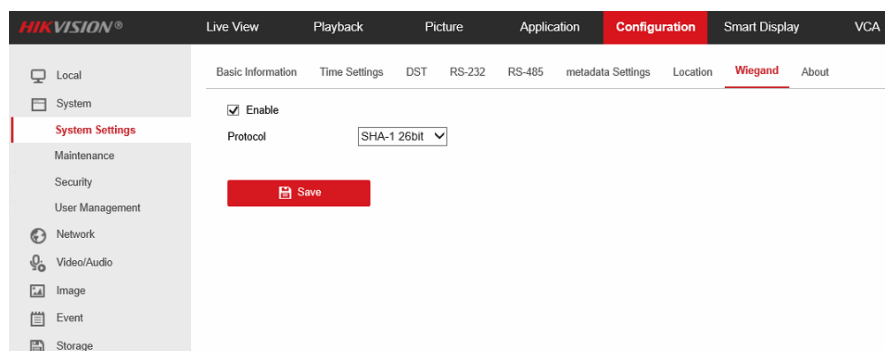 HIKVISION®
Live View Playback Picture Application Configuration Smart Display VCA
Basic Information Time Settings DST RS-232 RS-485 metadata Settings Location Wiegand About
Local
System
System Settings
Maintenance
Security
User Management
Network
Video/Audio
Image
Event
Storage
Enable
Protocol SHA-1 26bit
Save